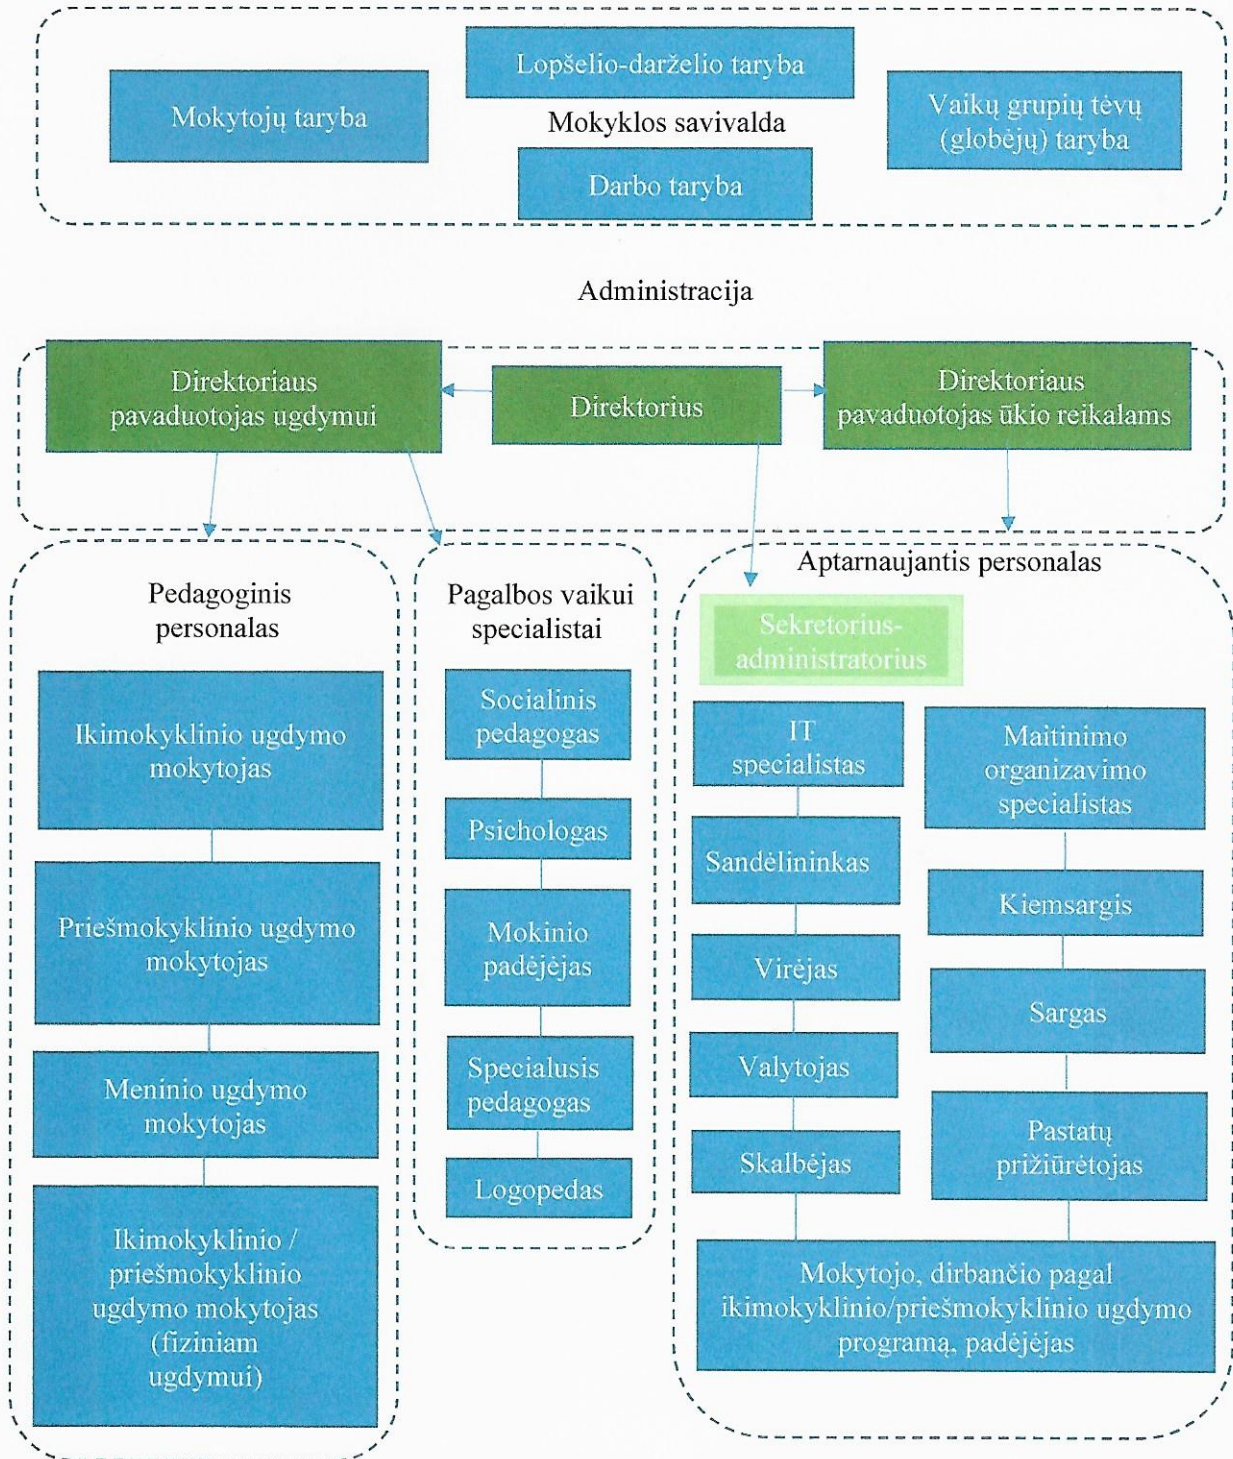 Lopšelio-darželio taryba
Mokytojų taryba
Mokyklos savivalda
Vaikų grupių tėvų
(globėjų) taryba
Darbo taryba
Administracija
Direktoriaus
pavaduotojas ugdymui
Direktorius
Direktoriaus
pavaduotojas ūkio reikalams
Pedagoginis
personalas
Ikimokyklinio ugdymo
mokytojas
Priešmokyklinio ugdymo
mokytojas
Meninio ugdymo
mokytojas
Ikimokyklinio /
priešmokyklinio
ugdymo mokytojas
(fiziniam
ugdymui)
Pagalbos vaikui
specialistai
Socialinis
pedagogas
Psichologas
Mokinio
padėjėjas
Specialusis
pedagogas
Logopedas
Aptarnaujantis personalas
Sekretorius-
administratorius
IT
specialistas
Sandėlininkas
Virėjas
Valytojas
Skalbėjas
Maitinimo
organizavimo
specialistas
Kiemsargis
Sargas
Pastatų
prižiūrėtojas
Mokytojo, dirbančio pagal
ikimokyklinio/priešmokyklinio ugdymo
programą, padėjėjas